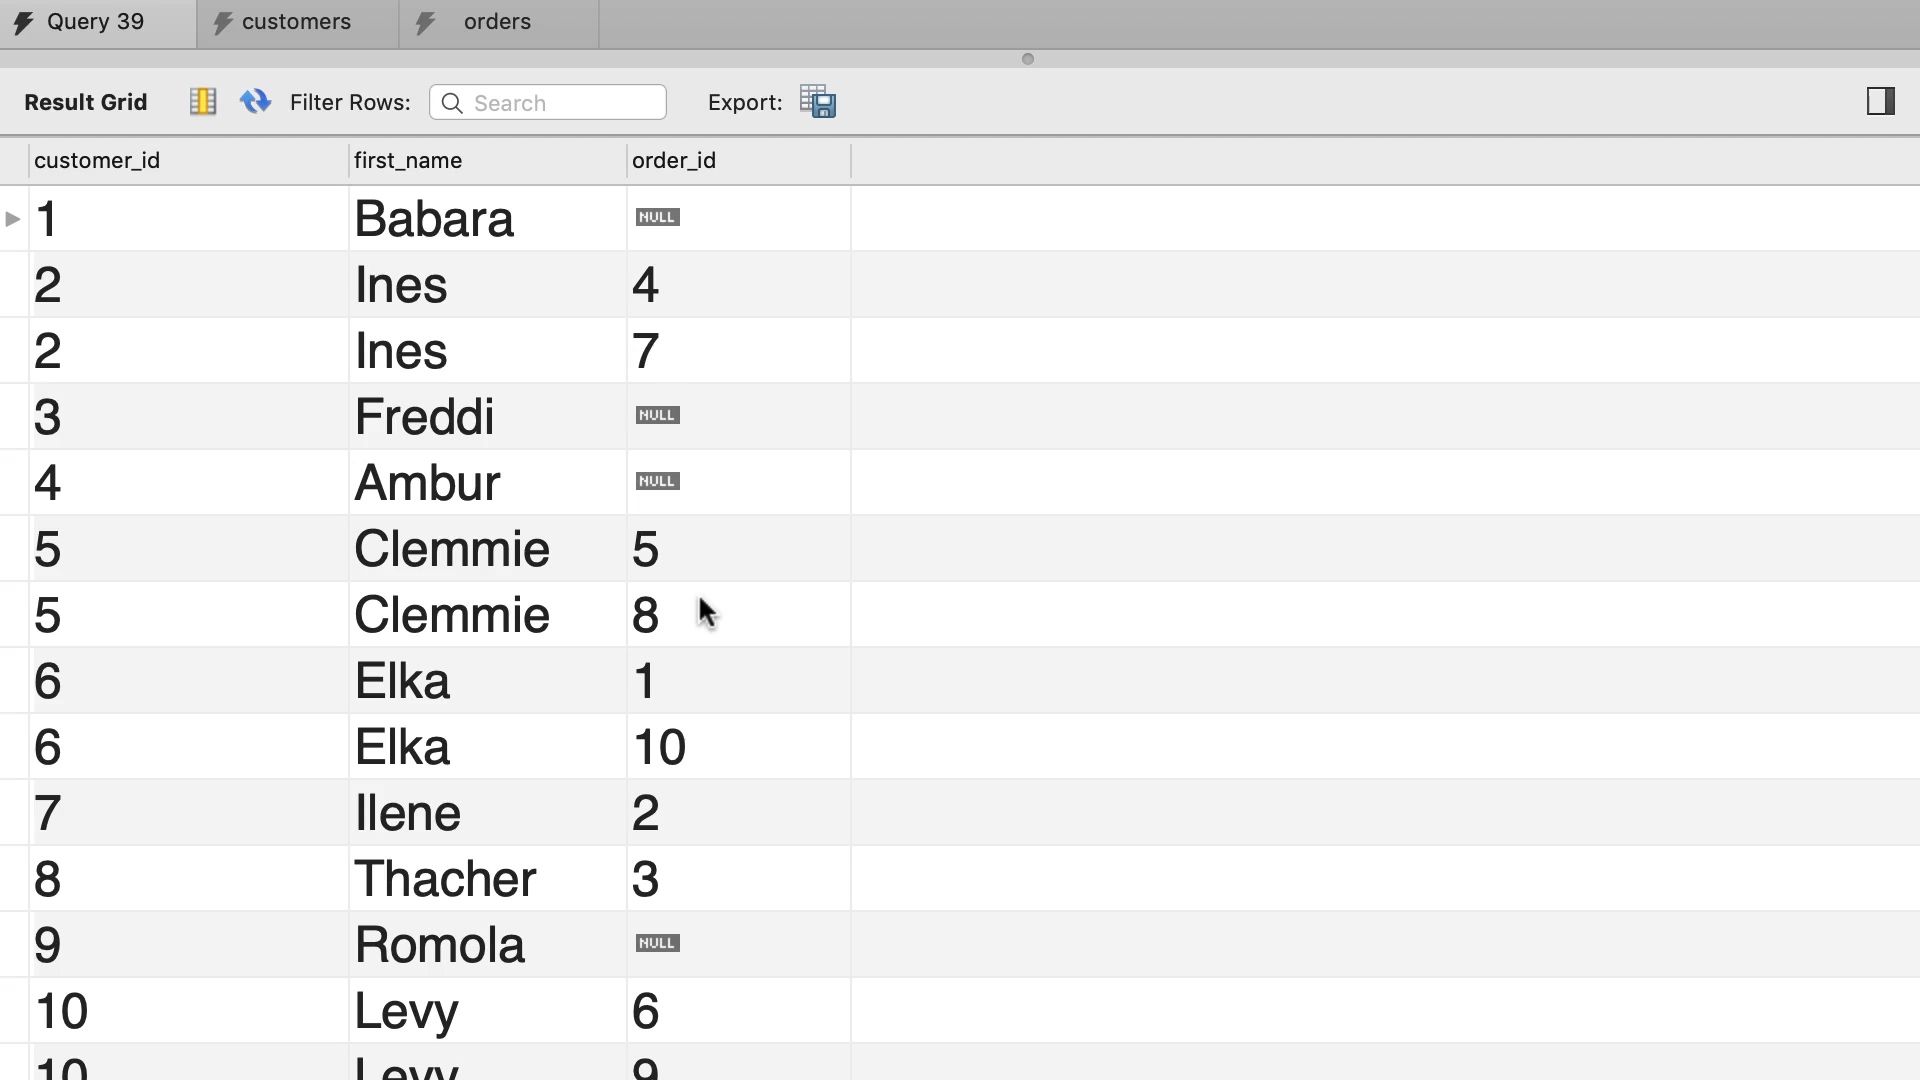 Query 39 customers orders
Result Grid Filter Rows: Search Export:
customer_id first_name order_id
1 Babara NULL
2 Ines 4
2 Ines 7
3 Freddi NULL
4 Ambur NULL
5 Clemmie 5
5 Clemmie 8
6 Elka 1
6 Elka 10
7 Ilene 2
8 Thacher 3
9 Romola NULL
10 Levy 6
10 Levy 9